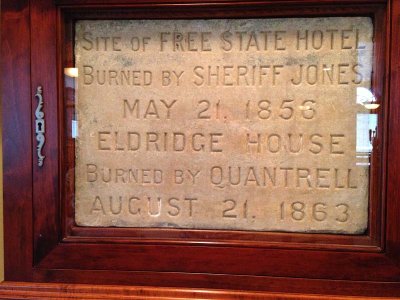 SITE OF FREE STATE HOTEL
BURNED BY SHERIFF JONES
MAY 21, 1856
ELDRIDGE HOUSE
BURNED BY QUANTRELL
AUGUST 21, 1863